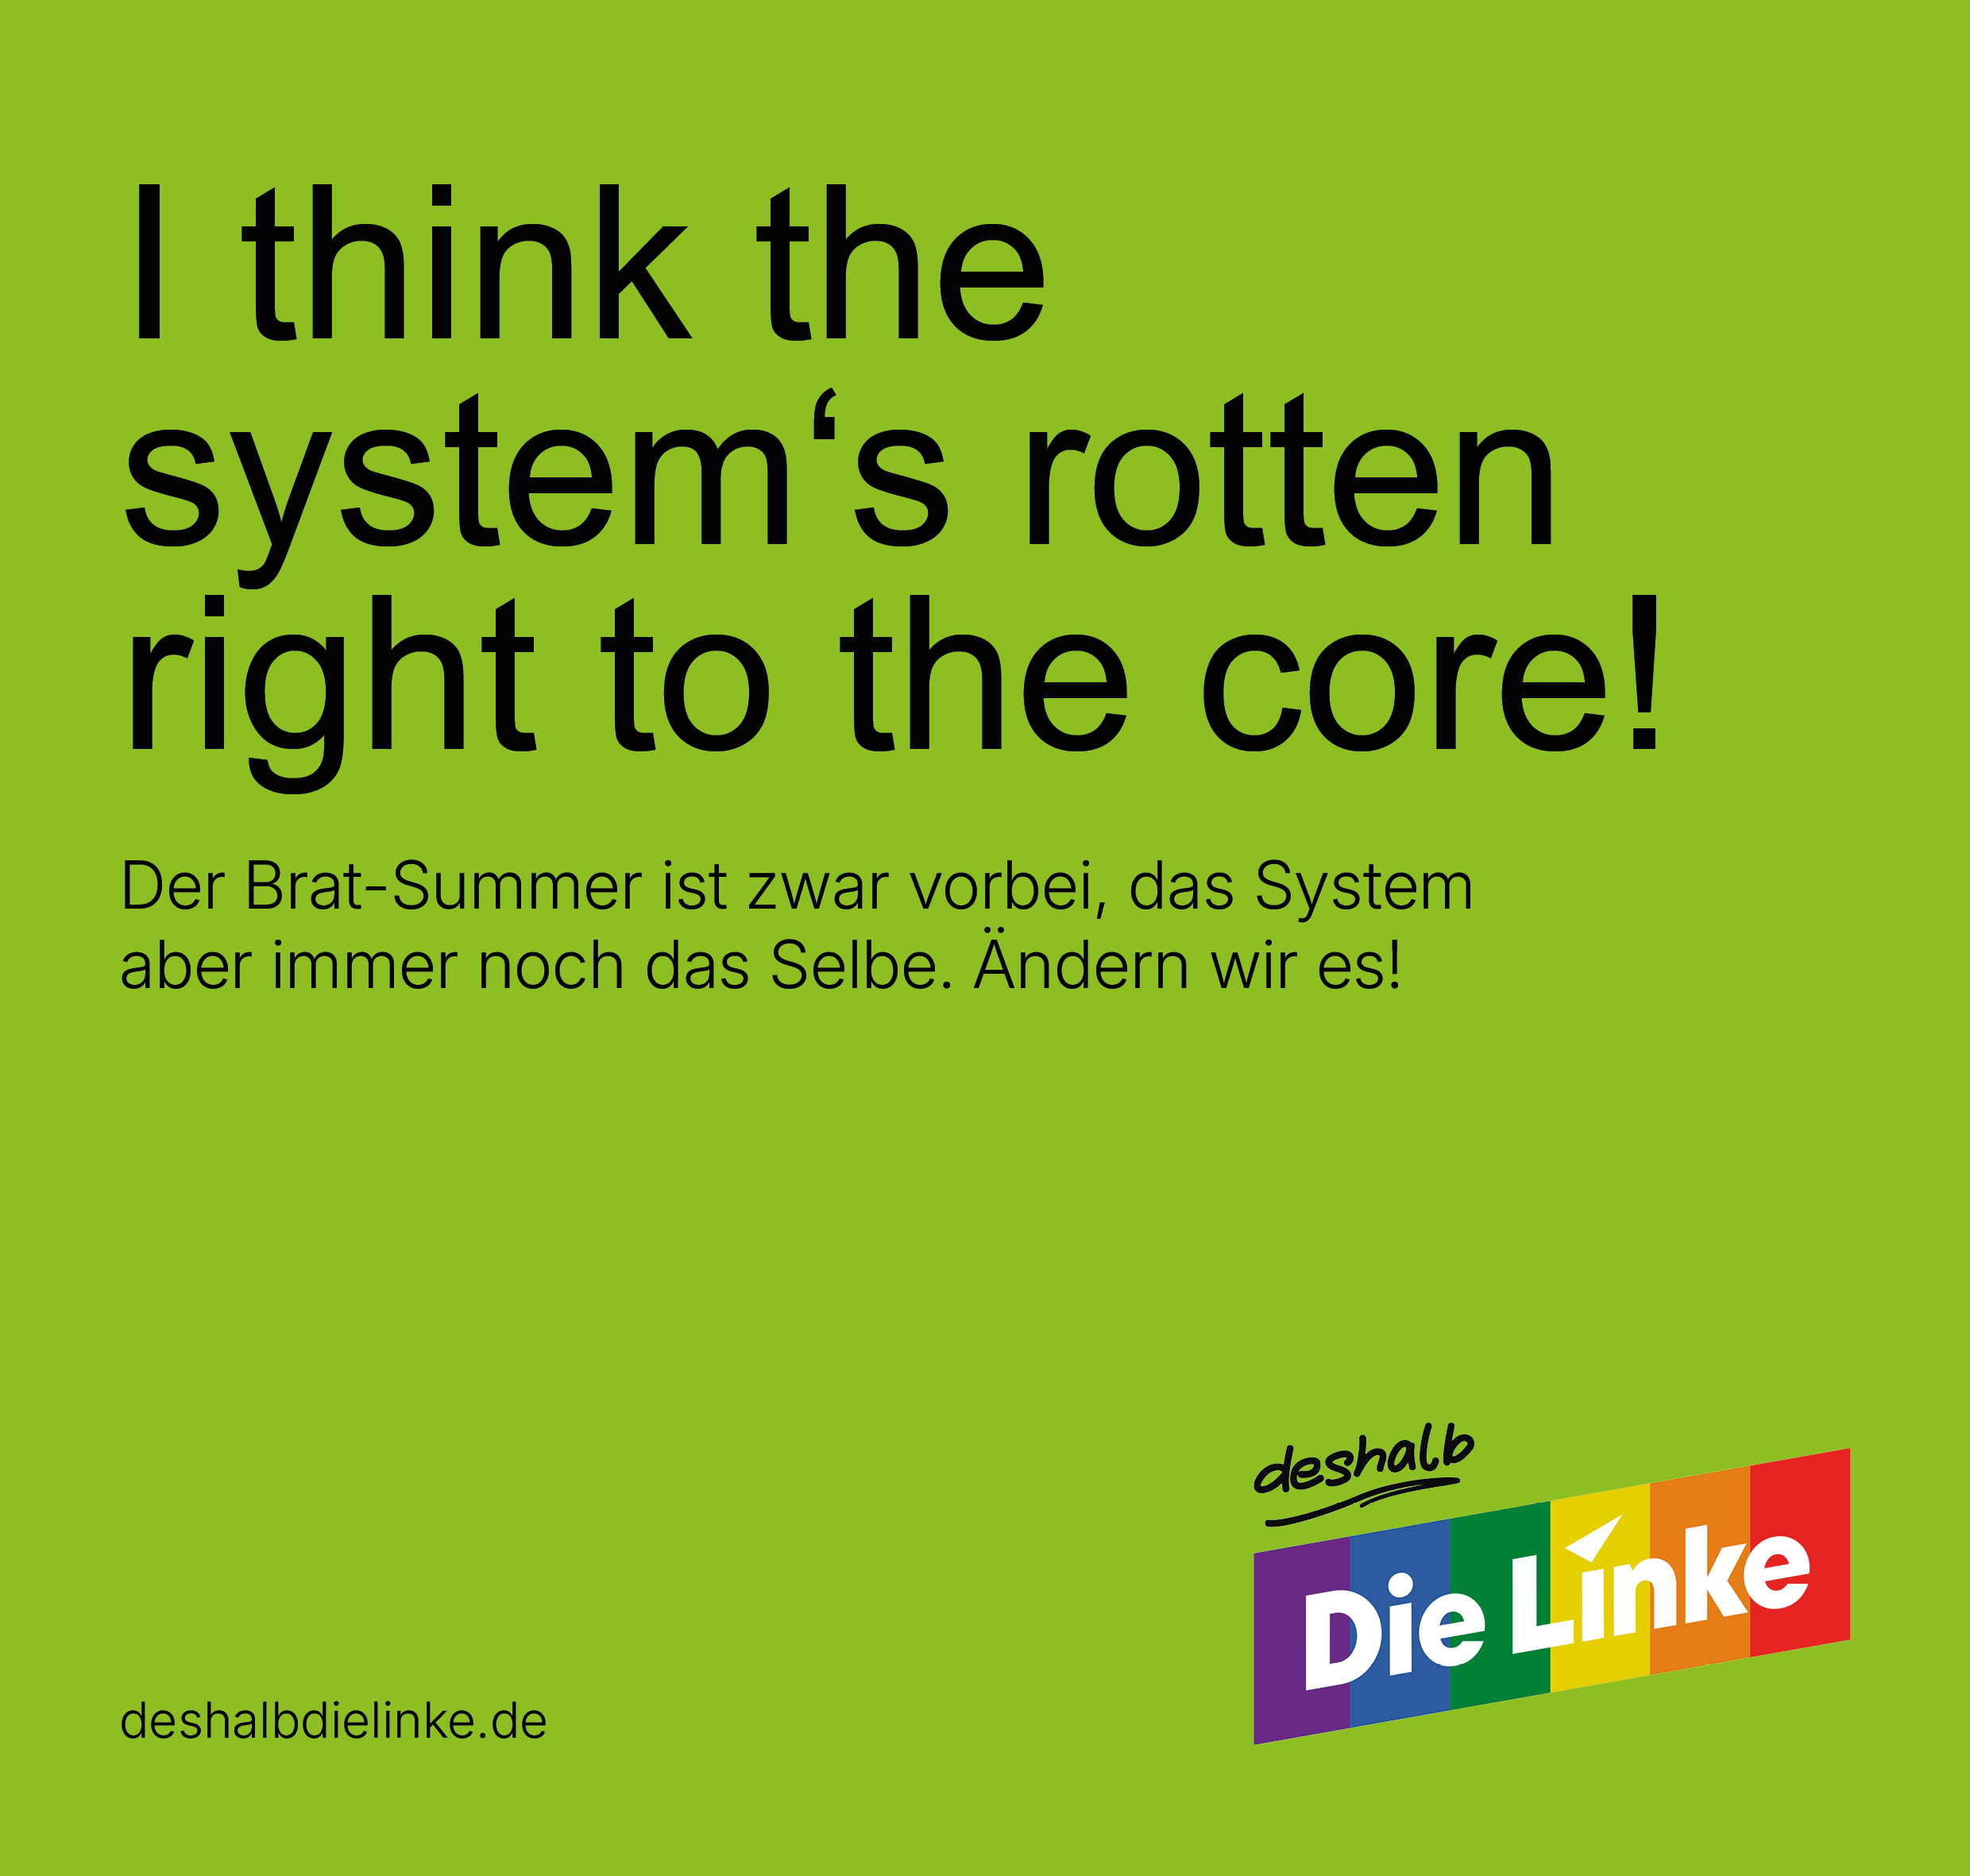 I think the
system‘s rotten
right to the core!
Der Brat-Summer ist zwar vorbei, das System
aber immer noch das Selbe. Ändern wir es!
deshalb
Die Linke
deshalbdielinke.de